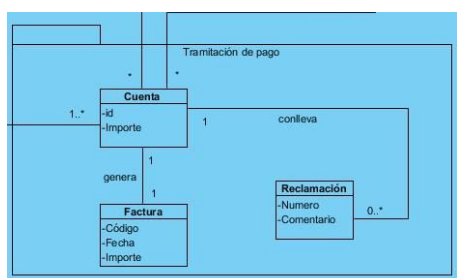 Tramitación de pago
* *
Cuenta
1..*
-id
-Importe
1
conlleva
1
genera
1
Factura
-Código
-Fecha
-Importe
Reclamación
-Numero
-Comentario
0..*